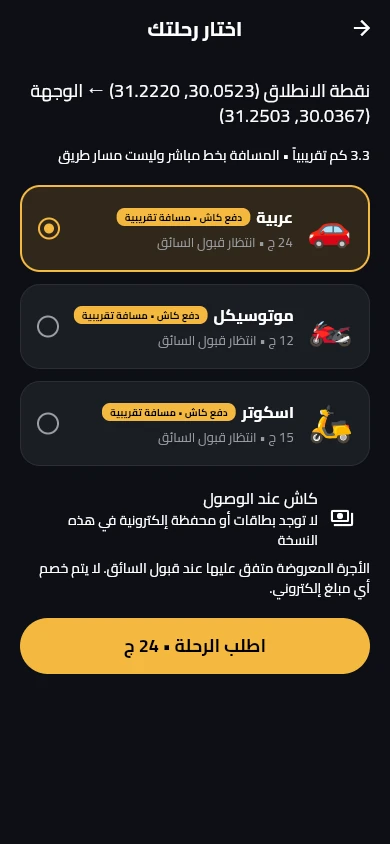 اختار رحلتك
نقطة الانطلاق (30.0523, 31.2220) ← الوجهة
(30.0367, 31.2503)
3.3 كم تقريبياً • المسافة بخط مباشر وليست مسار طريق
عربية دفع كاش • مسافة تقريبية
24 ج • انتظار قبول السائق
موتوسيكل دفع كاش • مسافة تقريبية
12 ج • انتظار قبول السائق
اسكوتر دفع كاش • مسافة تقريبية
15 ج • انتظار قبول السائق
كاش عند الوصول
لا توجد بطاقات أو محفظة إلكترونية في هذه
النسخة
الأجرة المعروضة متفق عليها عند قبول السائق. لا يتم خصم
أي مبلغ إلكتروني.
اطلب الرحلة • 24 ج